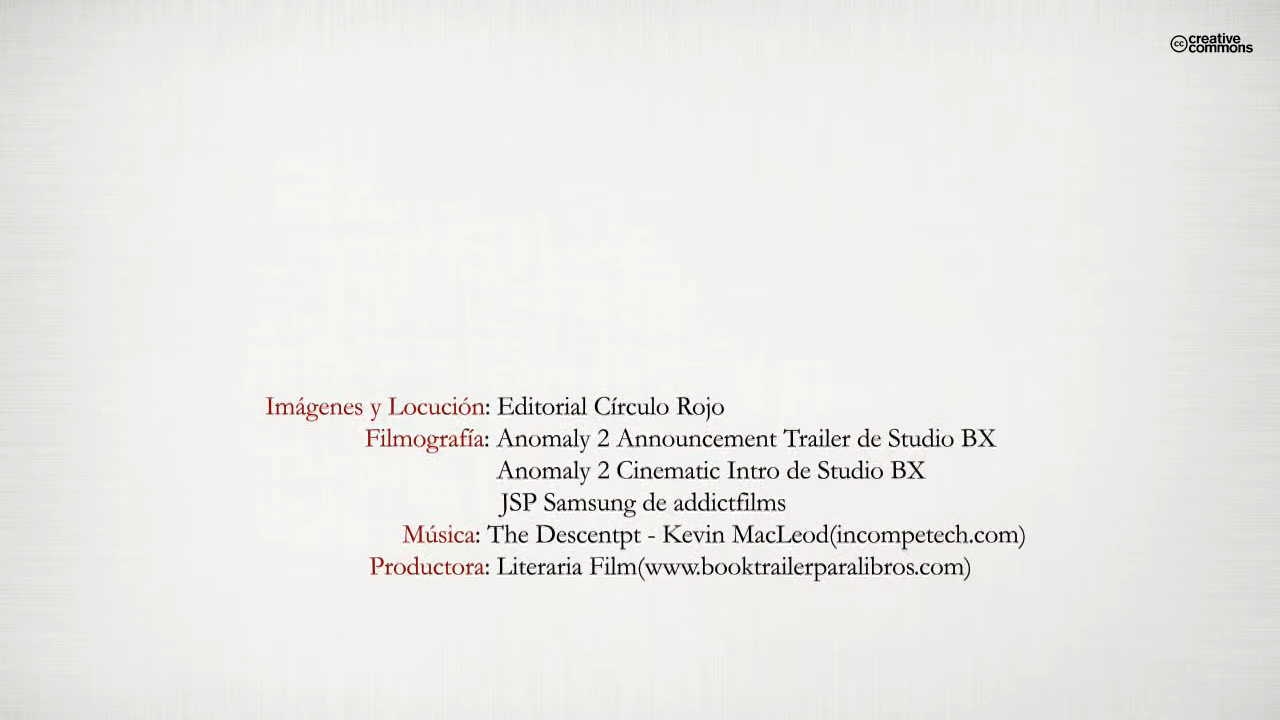 creative
commons
Imágenes y Locución: Editorial Círculo Rojo
Filmografía: Anomaly 2 Announcement Trailer de Studio BX
Anomaly 2 Cinematic Intro de Studio BX
JSP Samsung de addictfilms
Música: The Descentpt - Kevin MacLeod(incompetech.com)
Productora: Literaria Film(www.booktrailerparalibros.com)